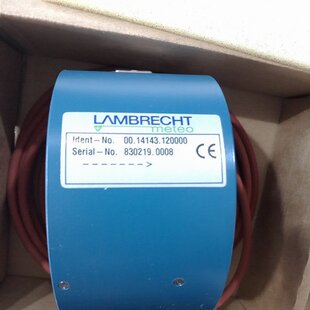 LAMBRECHT
meteo
Ident-No. 00.14143.120000
Serial-No. 830219.0008
CE
------->